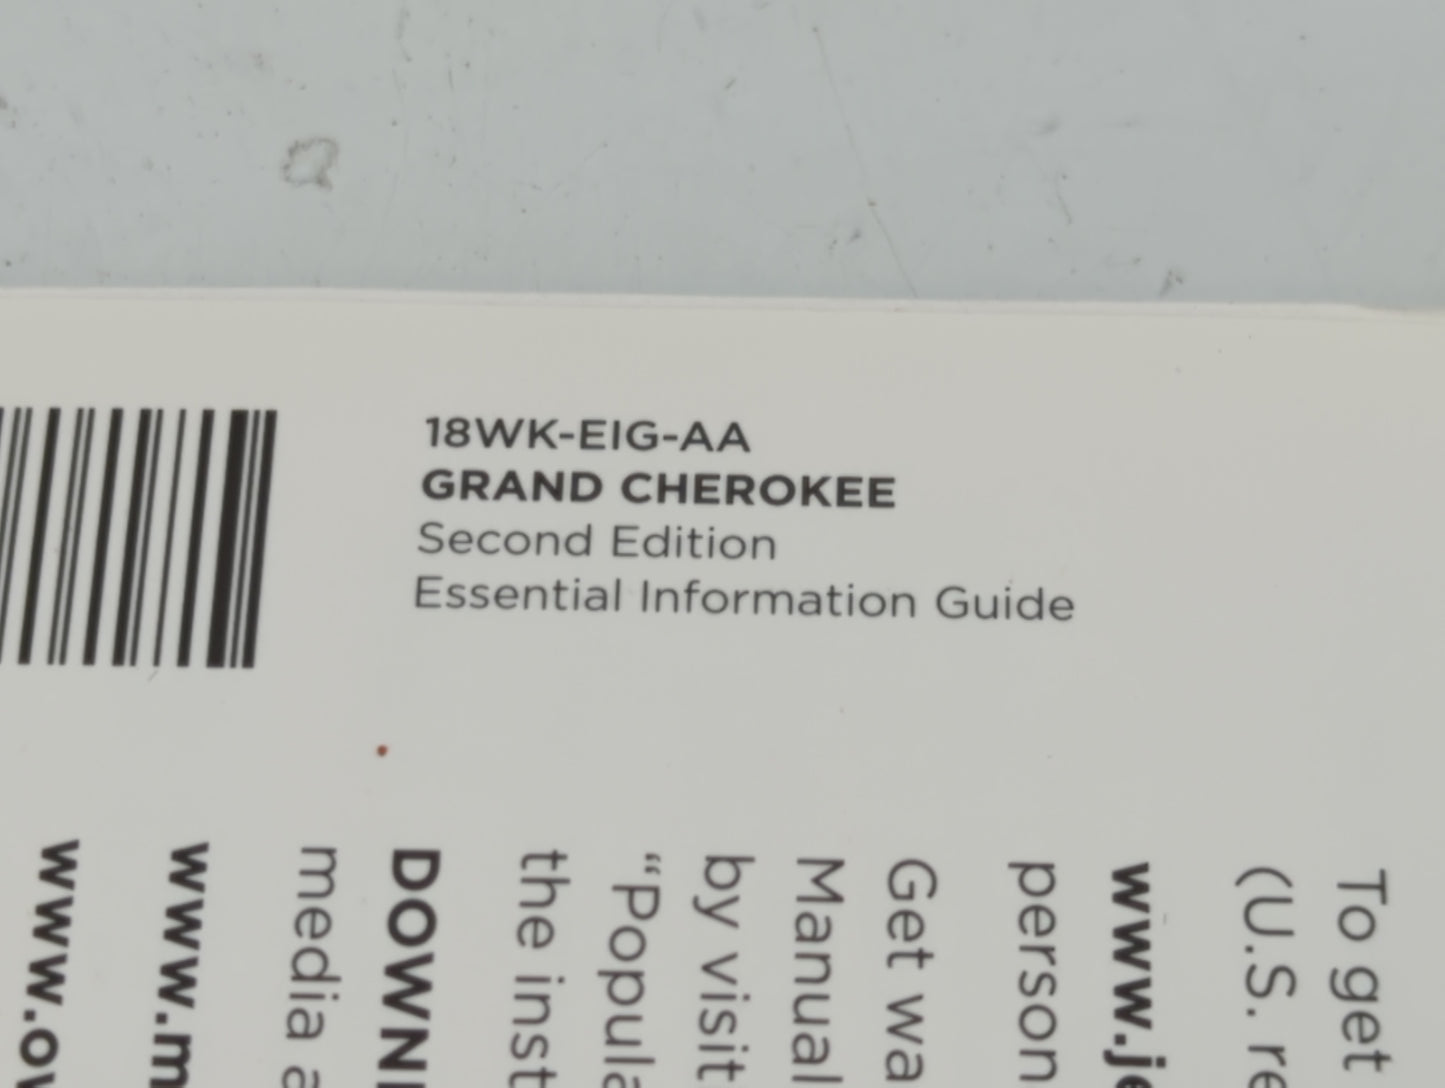 18WK-EIG-AA
GRAND CHEROKEE
Second Edition
Essential Information Guide
To get
(U.S. re
www.je
person
Get wa
Manual
by visit
"Popula
the inst
DOWN
media a
www.m
www.ov